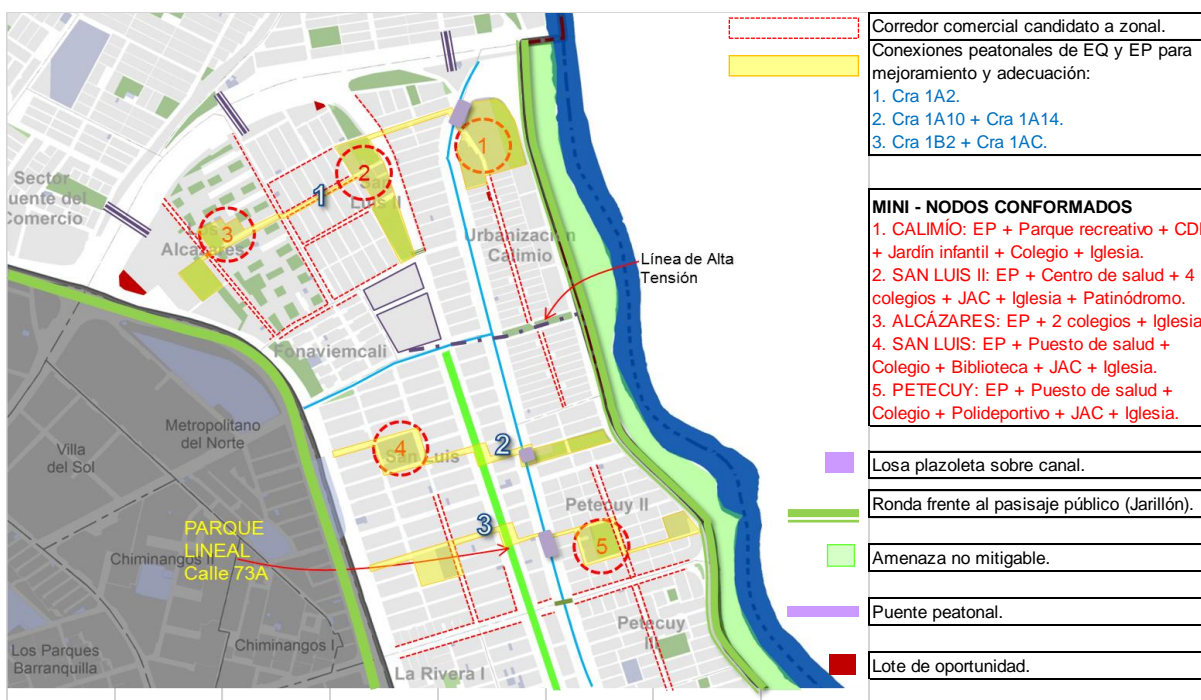 Sector
uente del
Comercio
Los
Alcázares
3
1
2
San
Luis II
1
Urbanización
Calimio
Línea de Alta
Tensión
Fonaviemcali
Metropolitano
del Norte
Villa
del Sol
4
San Luis
2
Petecuy II
3
5
PARQUE
LINEAL
Calle 73A
Chiminangos II
Chiminangos I
Los Parques
Barranquilla
La Rivera I
Petecuy
III
Corredor comercial candidato a zonal.
Conexiones peatonales de EQ y EP para
mejoramiento y adecuación:
1. Cra 1A2.
2. Cra 1A10 + Cra 1A14.
3. Cra 1B2 + Cra 1AC.
MINI - NODOS CONFORMADOS
1. CALIMÍO: EP + Parque recreativo + CDI
+ Jardín infantil + Colegio + Iglesia.
2. SAN LUIS II: EP + Centro de salud + 4
colegios + JAC + Iglesia + Patinódromo.
3. ALCÁZARES: EP + 2 colegios + Iglesia
4. SAN LUIS: EP + Puesto de salud +
Colegio + Biblioteca + JAC + Iglesia.
5. PETECUY: EP + Puesto de salud +
Colegio + Polideportivo + JAC + Iglesia.
Losa plazoleta sobre canal.
Ronda frente al pasisaje público (Jarillón).
Amenaza no mitigable.
Puente peatonal.
Lote de oportunidad.